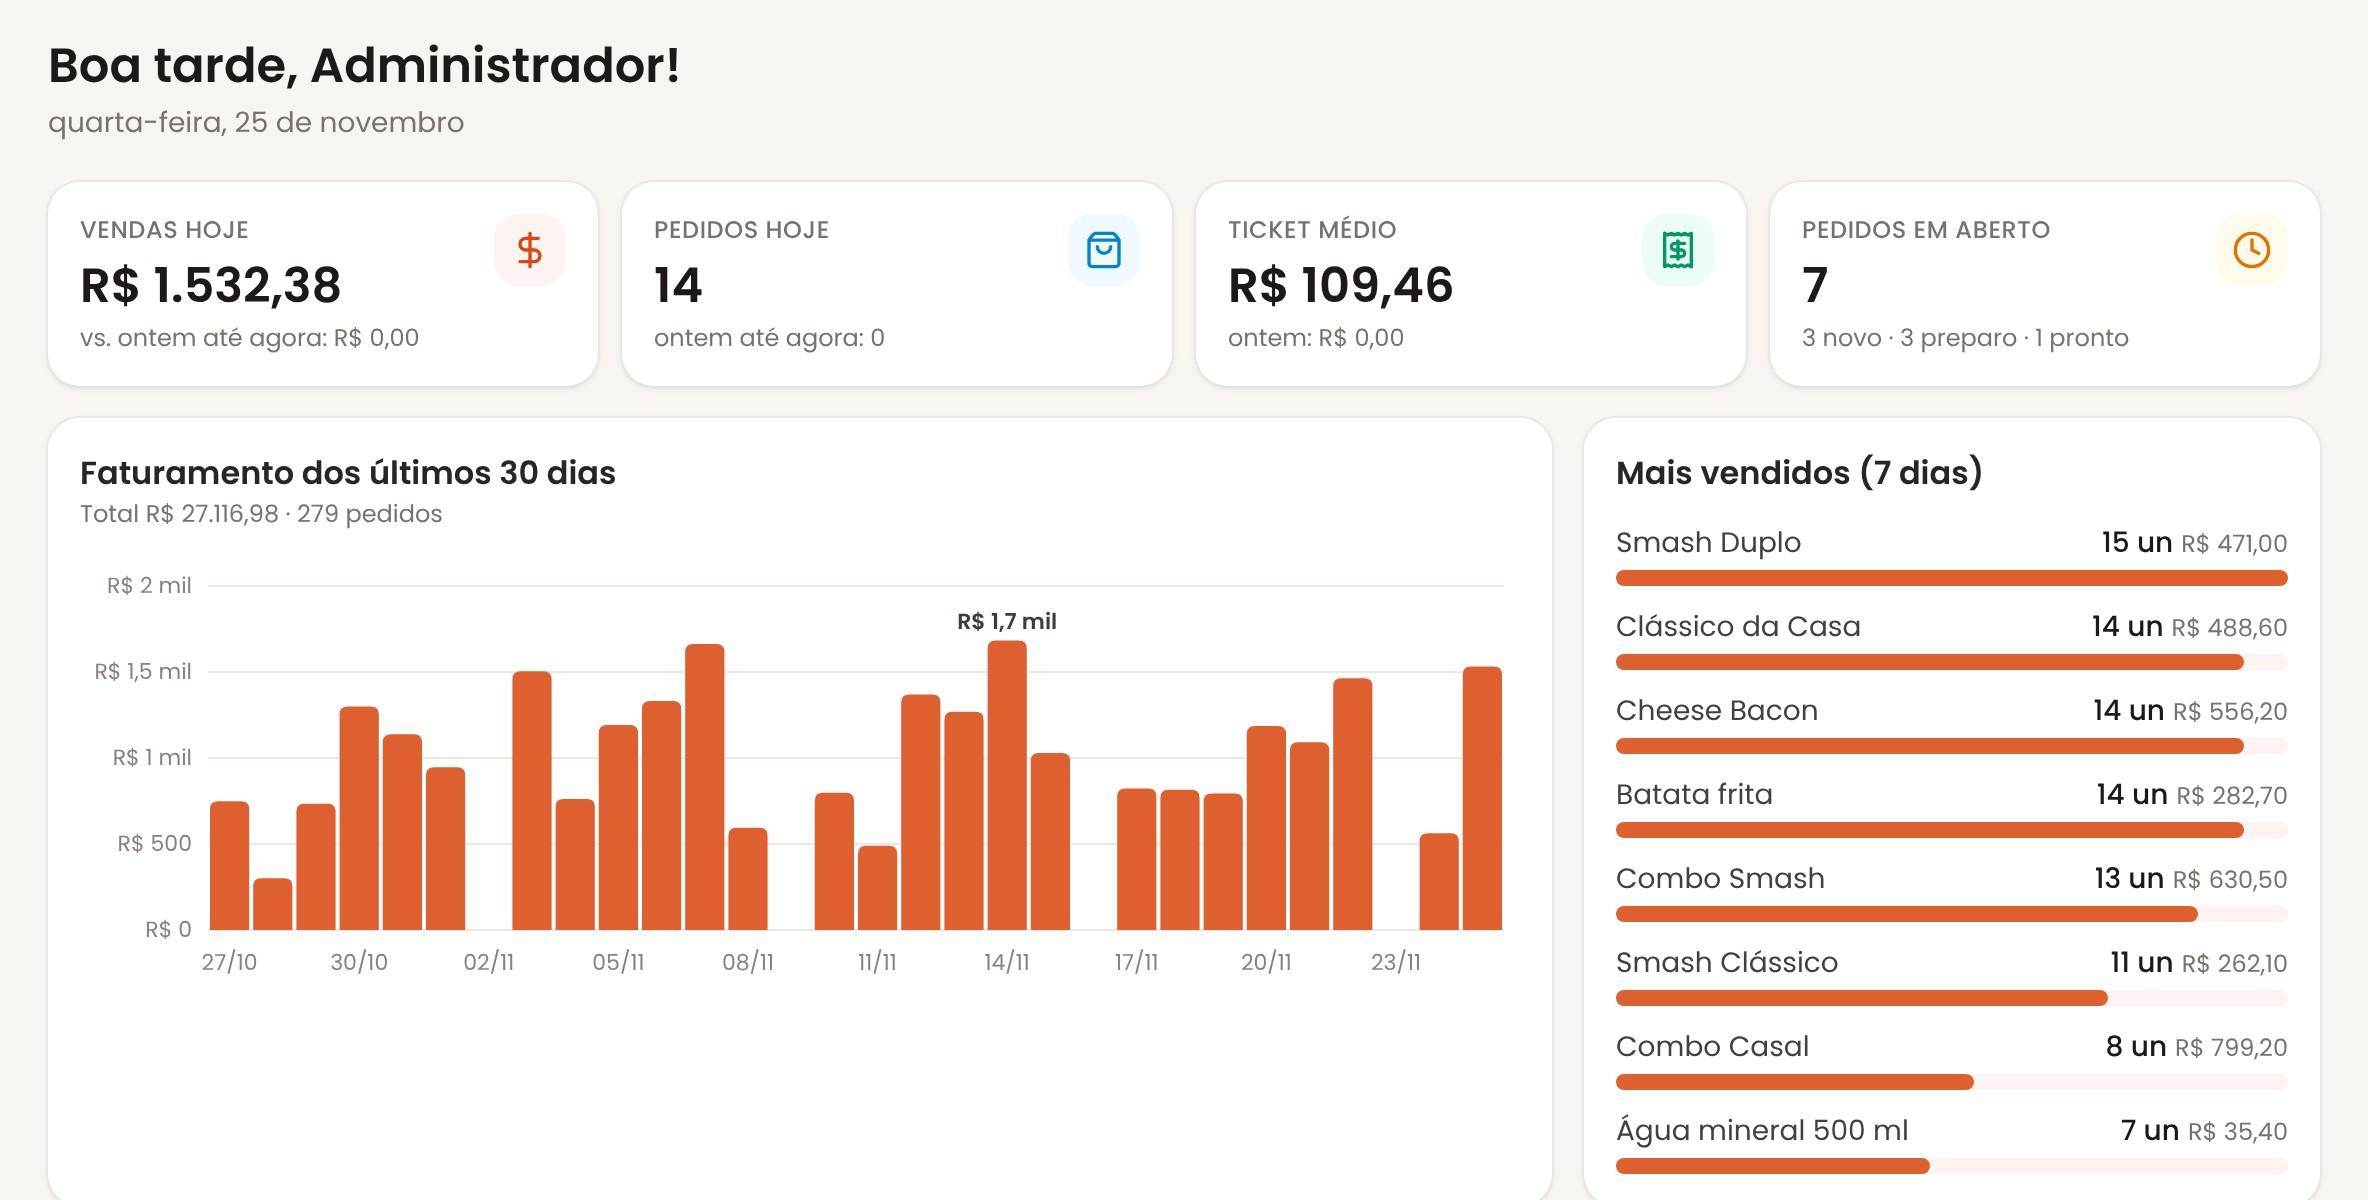 Boa tarde, Administrador!
quarta-feira, 25 de novembro
VENDAS HOJE
R$ 1.532,38
vs. ontem até agora: R$ 0,00
PEDIDOS HOJE
14
ontem até agora: 0
TICKET MÉDIO
R$ 109,46
ontem: R$ 0,00
PEDIDOS EM ABERTO
7
3 novo · 3 preparo · 1 pronto
Faturamento dos últimos 30 dias
Total R$ 27.116,98 · 279 pedidos
R$ 2 mil
R$ 1,7 mil
R$ 1,5 mil
R$ 1 mil
R$ 500
R$ 0
27/10 30/10 02/11 05/11 08/11 11/11 14/11 17/11 20/11 23/11
Mais vendidos (7 dias)
Smash Duplo 15 un R$ 471,00
Clássico da Casa 14 un R$ 488,60
Cheese Bacon 14 un R$ 556,20
Batata frita 14 un R$ 282,70
Combo Smash 13 un R$ 630,50
Smash Clássico 11 un R$ 262,10
Combo Casal 8 un R$ 799,20
Água mineral 500 ml 7 un R$ 35,40